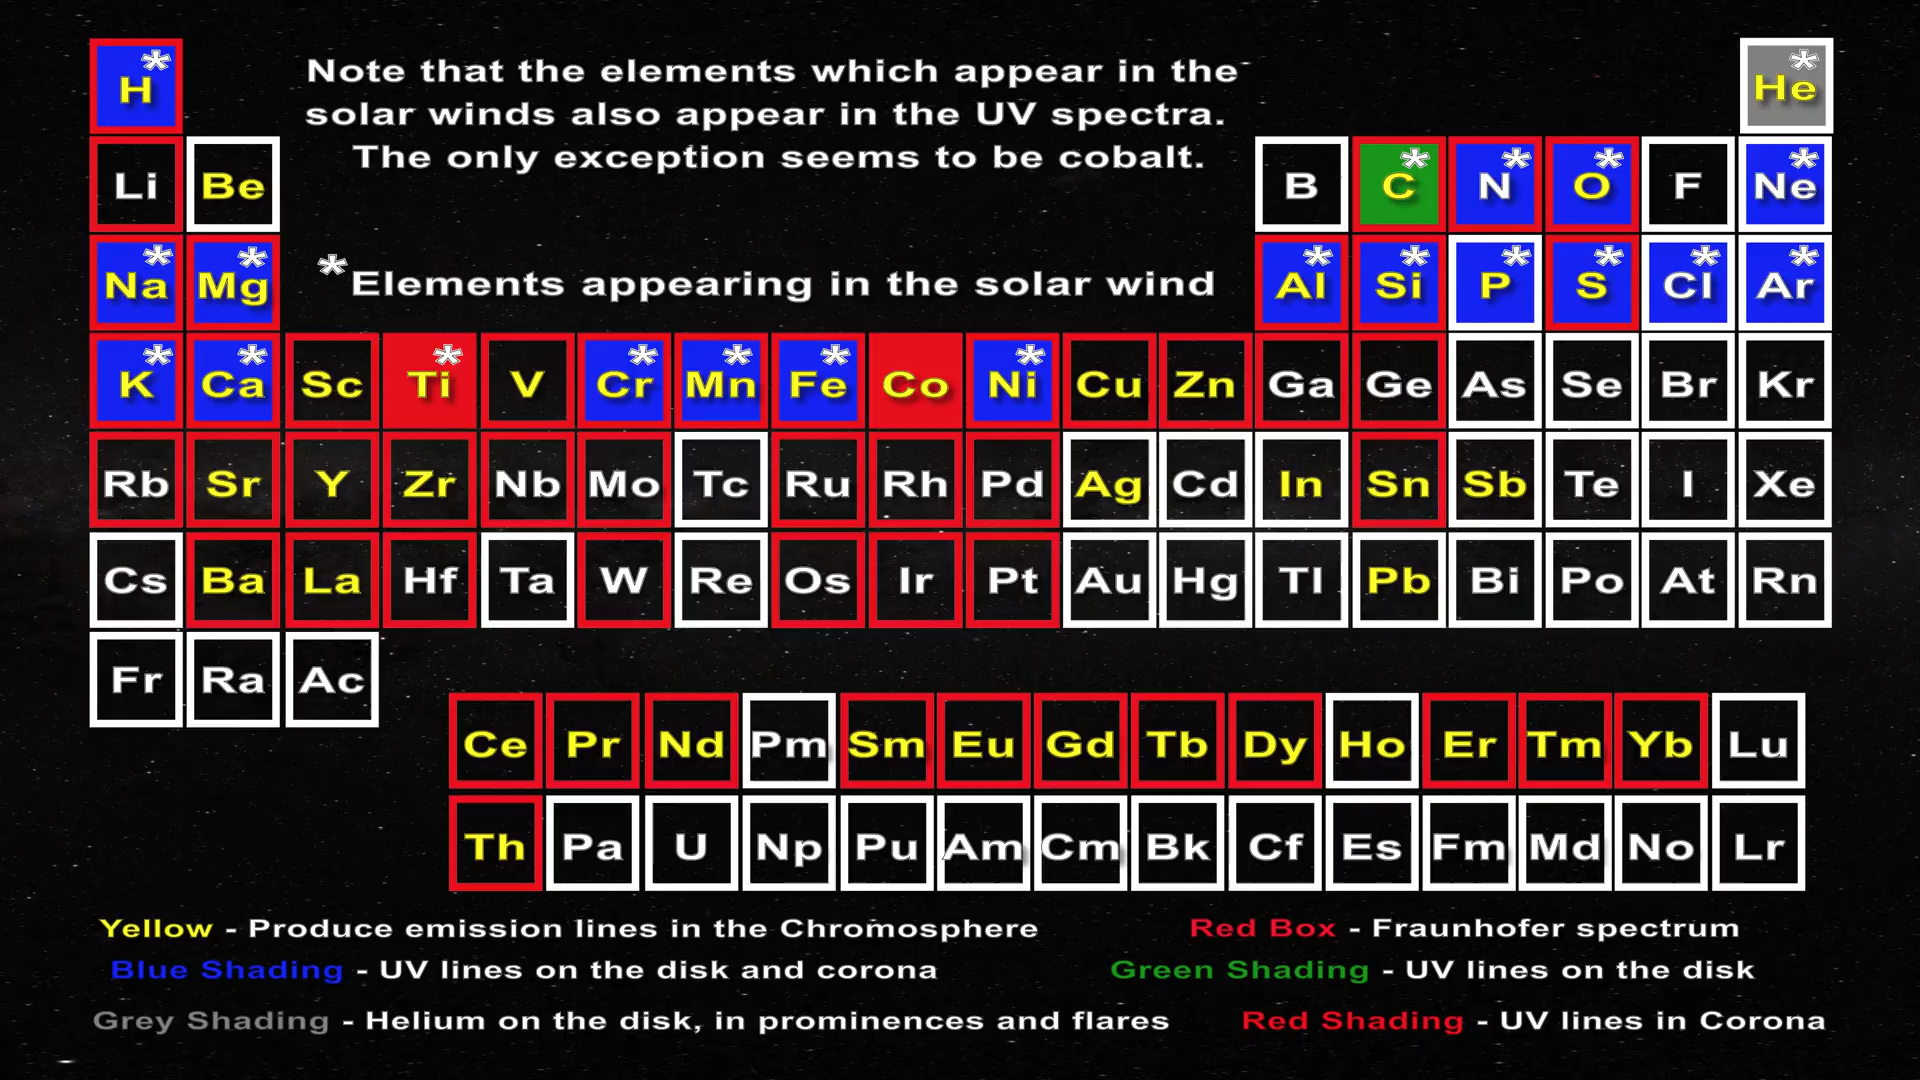 H * Note that the elements which appear in the * He
solar winds also appear in the UV spectra.
The only exception seems to be cobalt.
Li Be B C * N * O * F Ne *
Na * Mg * *Elements appearing in the solar wind Al * Si * P * S * Cl * Ar *
K * Ca * Sc Ti * V Cr * Mn * Fe * Co Ni * Cu Zn Ga Ge As Se Br Kr
Rb Sr Y Zr Nb Mo Tc Ru Rh Pd Ag Cd In Sn Sb Te I Xe
Cs Ba La Hf Ta W Re Os Ir Pt Au Hg Tl Pb Bi Po At Rn
Fr Ra Ac
Ce Pr Nd Pm Sm Eu Gd Tb Dy Ho Er Tm Yb Lu
Th Pa U Np Pu Am Cm Bk Cf Es Fm Md No Lr
Yellow - Produce emission lines in the Chromosphere Red Box - Fraunhofer spectrum
Blue Shading - UV lines on the disk and corona Green Shading - UV lines on the disk
Grey Shading - Helium on the disk, in prominences and flares Red Shading - UV lines in Corona